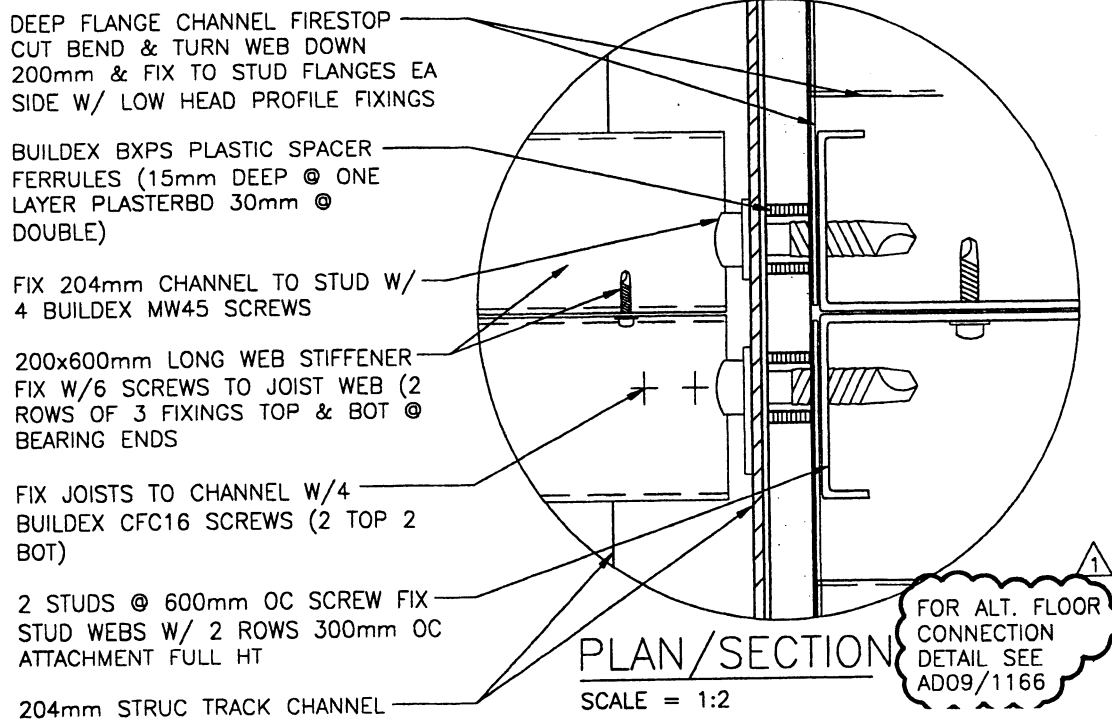 DEEP FLANGE CHANNEL FIRESTOP
CUT BEND & TURN WEB DOWN
200mm & FIX TO STUD FLANGES EA
SIDE W/ LOW HEAD PROFILE FIXINGS
BUILDEX BXPS PLASTIC SPACER
FERRULES (15mm DEEP @ ONE
LAYER PLASTERBD 30mm @
DOUBLE)
FIX 204mm CHANNEL TO STUD W/
4 BUILDEX MW45 SCREWS
200x600mm LONG WEB STIFFENER
FIX W/6 SCREWS TO JOIST WEB (2
ROWS OF 3 FIXINGS TOP & BOT @
BEARING ENDS
FIX JOISTS TO CHANNEL W/4
BUILDEX CFC16 SCREWS (2 TOP 2
BOT)
2 STUDS @ 600mm OC SCREW FIX
STUD WEBS W/ 2 ROWS 300mm OC
ATTACHMENT FULL HT
204mm STRUC TRACK CHANNEL
PLAN/SECTION
SCALE = 1:2
1
FOR ALT. FLOOR
CONNECTION
DETAIL SEE
AD09/1166